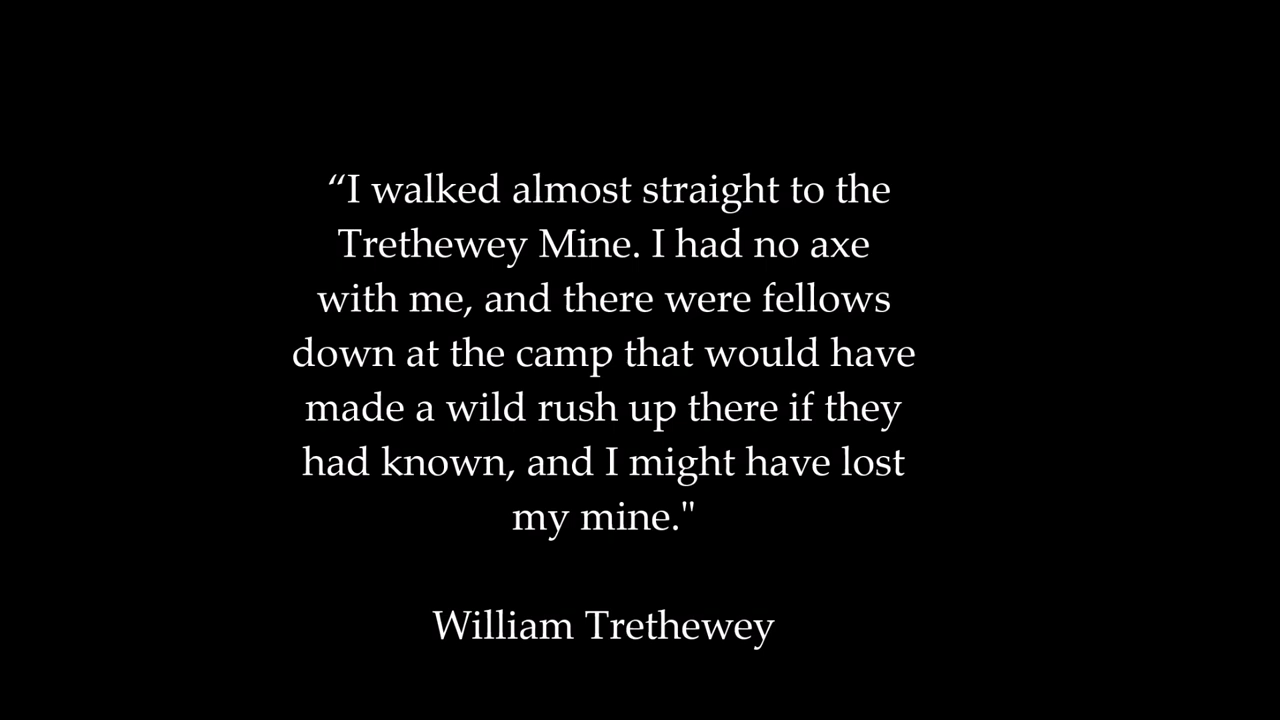 “I walked almost straight to the
Trethewey Mine. I had no axe
with me, and there were fellows
down at the camp that would have
made a wild rush up there if they
had known, and I might have lost
my mine."
William Trethewey